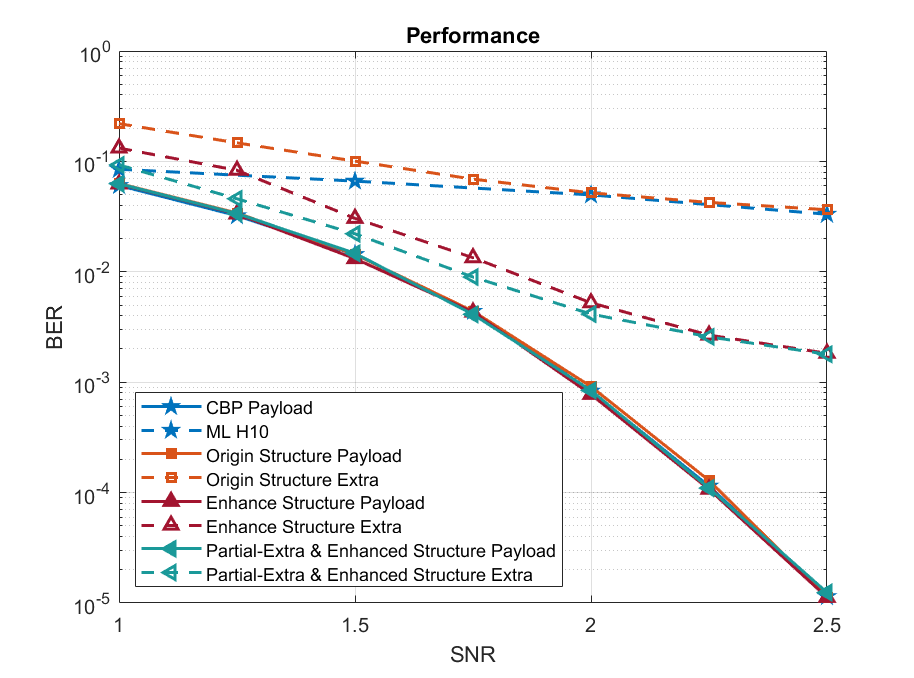 Performance
10^0
10^-1
10^-2
10^-3
10^-4
10^-5
BER
CBP Payload
ML H10
Origin Structure Payload
Origin Structure Extra
Enhance Structure Payload
Enhance Structure Extra
Partial-Extra & Enhanced Structure Payload
Partial-Extra & Enhanced Structure Extra
1 1.5 2 2.5
SNR